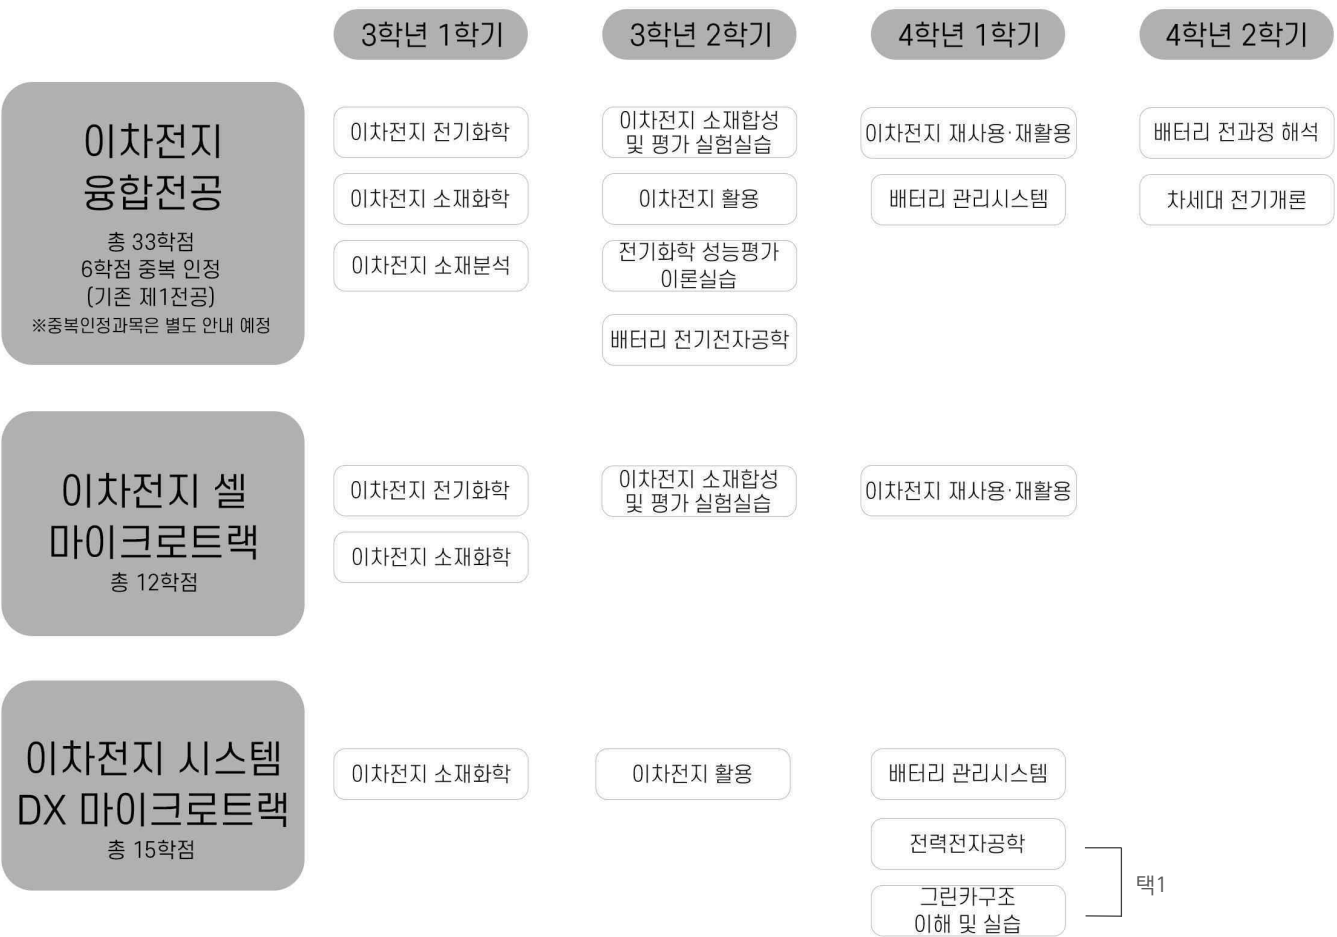 3학년 1학기
3학년 2학기
4학년 1학기
4학년 2학기
이차전지
융합전공
총 33학점
6학점 중복 인정
(기존 제1전공)
※중복인정과목은 별도 안내 예정
이차전지 전기화학
이차전지 소재화학
이차전지 소재분석
이차전지 소재합성
및 평가 실험실습
이차전지 활용
전기화학 성능평가
이론실습
배터리 전기전자공학
이차전지 재사용·재활용
배터리 관리시스템
배터리 전과정 해석
차세대 전기개론
이차전지 셀
마이크로트랙
총 12학점
이차전지 전기화학
이차전지 소재화학
이차전지 소재합성
및 평가 실험실습
이차전지 재사용·재활용
이차전지 시스템
DX 마이크로트랙
총 15학점
이차전지 소재화학
이차전지 활용
배터리 관리시스템
전력전자공학
그린카구조
이해 및 실습
택1